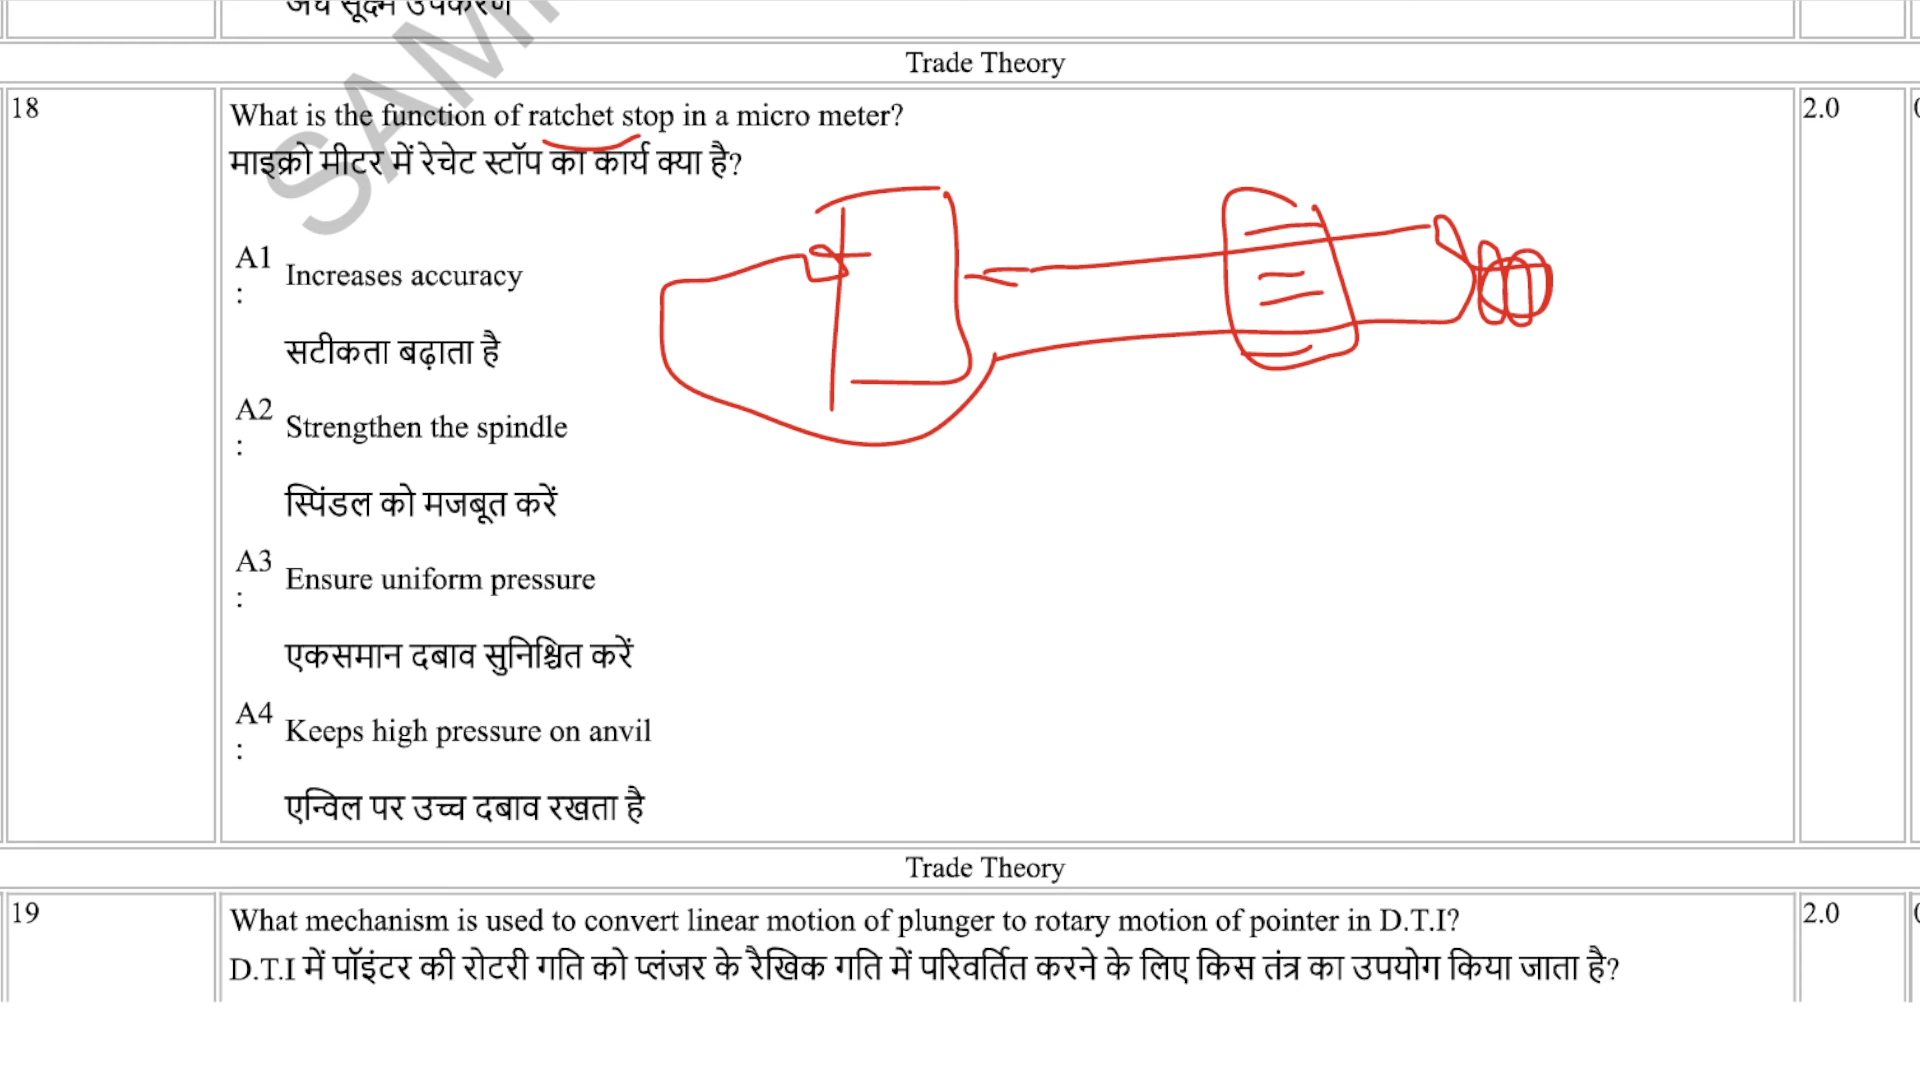 Trade Theory
18
What is the function of ratchet stop in a micro meter?
2.0
माइक्रो मीटर में रेचेट स्टॉप का कार्य क्या है?
A1
:
Increases accuracy
सटीकता बढ़ाता है
A2
:
Strengthen the spindle
स्पिंडल को मजबूत करें
A3
:
Ensure uniform pressure
एकसमान दबाव सुनिश्चित करें
A4
:
Keeps high pressure on anvil
एन्विल पर उच्च दबाव रखता है
Trade Theory
19
What mechanism is used to convert linear motion of plunger to rotary motion of pointer in D.T.I?
2.0
D.T.I में पॉइंटर की रोटरी गति को प्लंजर के रैखिक गति में परिवर्तित करने के लिए किस तंत्र का उपयोग किया जाता है?